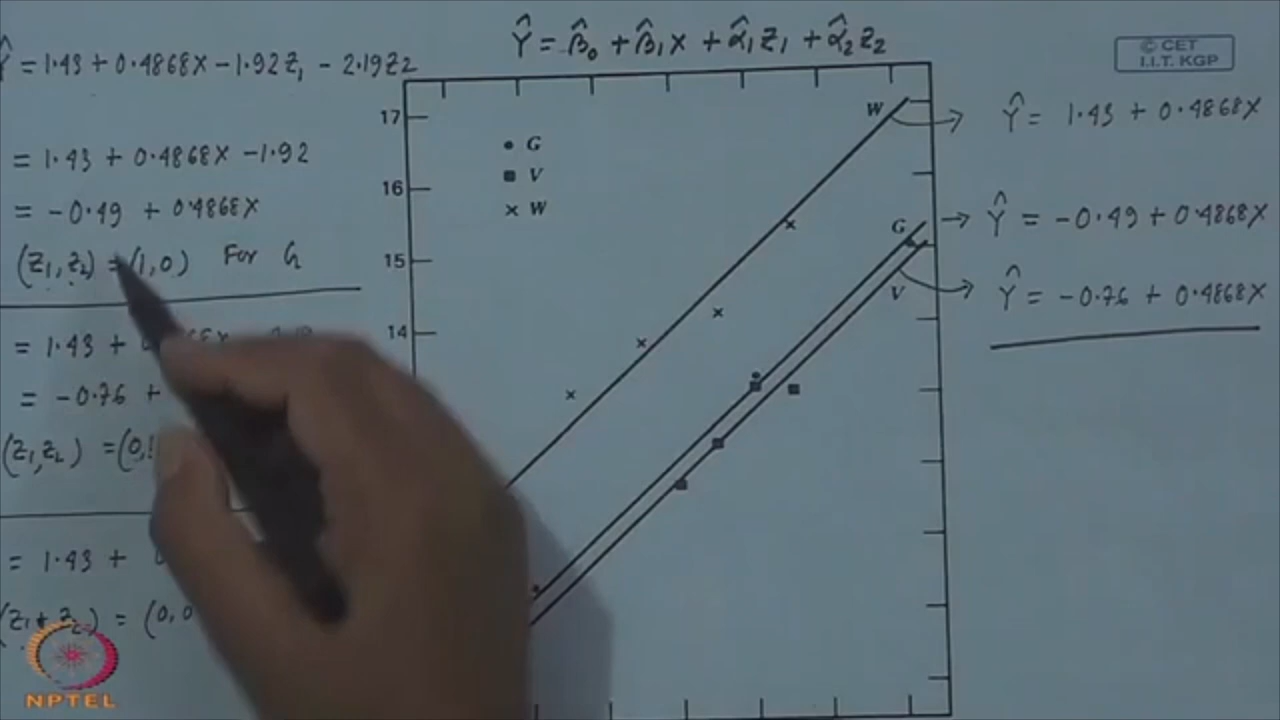 Ŷ = β̂₀ + β̂₁x + α̂₁z₁ + α̂₂z₂
Ŷ = 1.43 + 0.4868x - 1.92z₁ - 2.19z₂
= 1.43 + 0.4868x - 1.92
= -0.49 + 0.4868x
(z₁, z₂) = (1,0) For G
= 1.43 +
= -0.76 +
(z₁, z₂) = (0,1
= 1.43 +
(z₁, z₂) = (0,0
17
16
15
14
G
V
W
W
G
V
Ŷ = 1.43 + 0.4868x
Ŷ = -0.49 + 0.4868x
Ŷ = -0.76 + 0.4868x
© CET
I.I.T. KGP
NPTEL